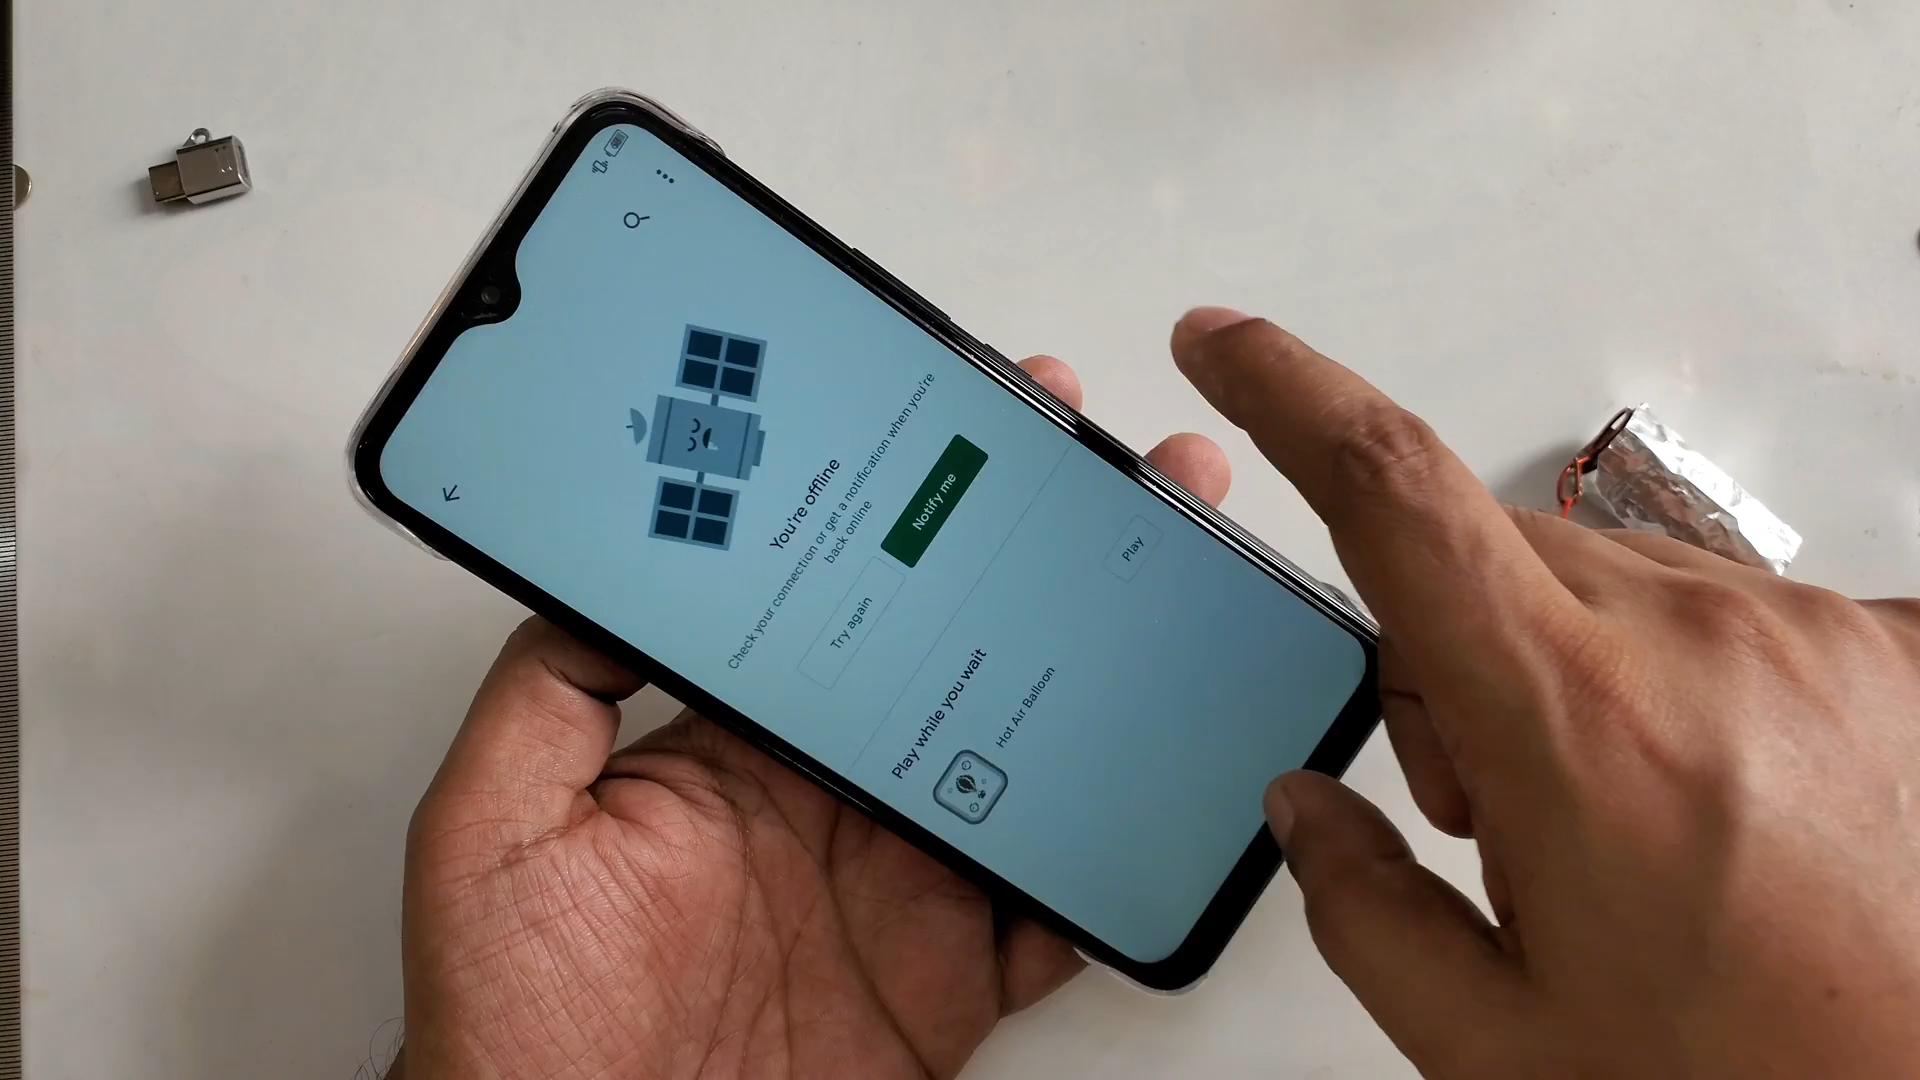 You're offline
Check your connection or get a notification when you're
back online
Try again
Notify me
Play while you wait
Hot Air Balloon
Play